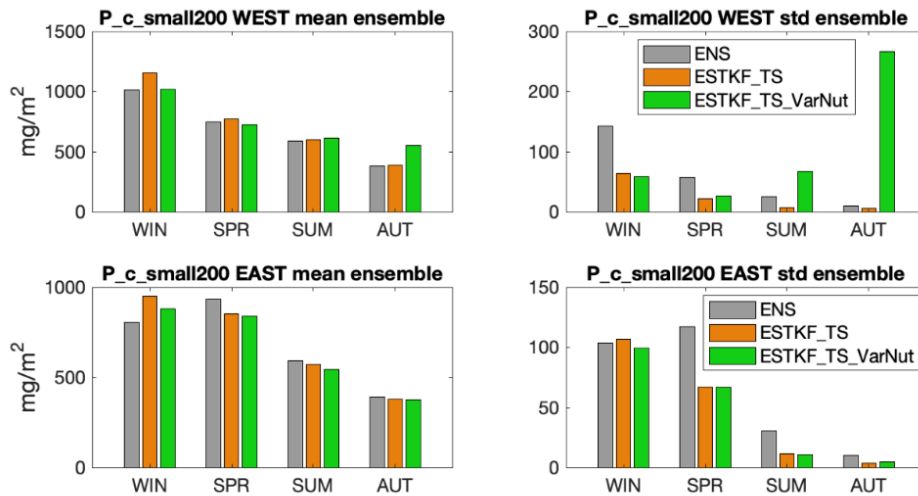 P_c_small200 WEST mean ensemble
1500
1000
500
0
mg/m²
WIN SPR SUM AUT
P_c_small200 WEST std ensemble
300
200
100
0
ENS
ESTKF_TS
ESTKF_TS_VarNut
WIN SPR SUM AUT
P_c_small200 EAST mean ensemble
1000
500
0
mg/m²
WIN SPR SUM AUT
P_c_small200 EAST std ensemble
150
100
50
0
ENS
ESTKF_TS
ESTKF_TS_VarNut
WIN SPR SUM AUT